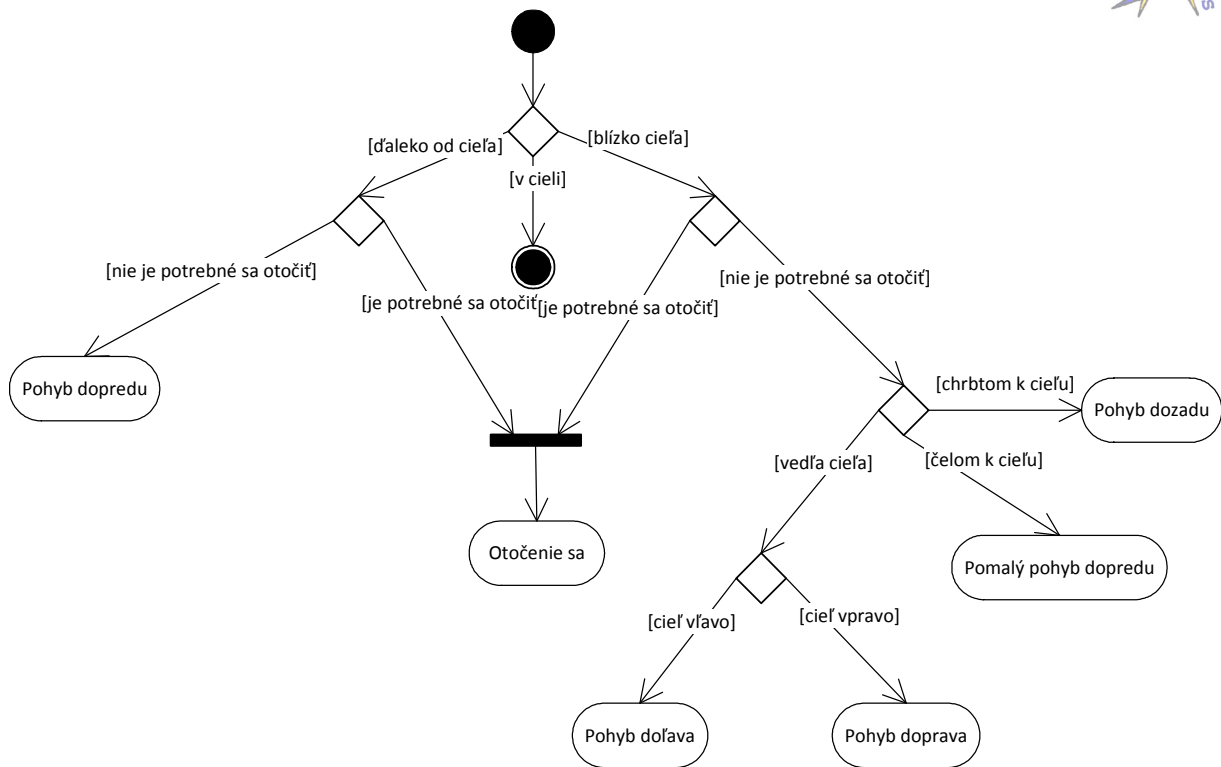 [ďaleko od cieľa]
[blízko cieľa]
[v cieli]
[nie je potrebné sa otočiť]
[je potrebné sa otočiť
[je potrebné sa otočiť]
[nie je potrebné sa otočiť]
Pohyb dopredu
[chrbtom k cieľu]
Pohyb dozadu
[vedľa cieľa]
[čelom k cieľu]
Otočenie sa
Pomalý pohyb dopredu
[cieľ vľavo]
[cieľ vpravo]
Pohyb doľava
Pohyb doprava